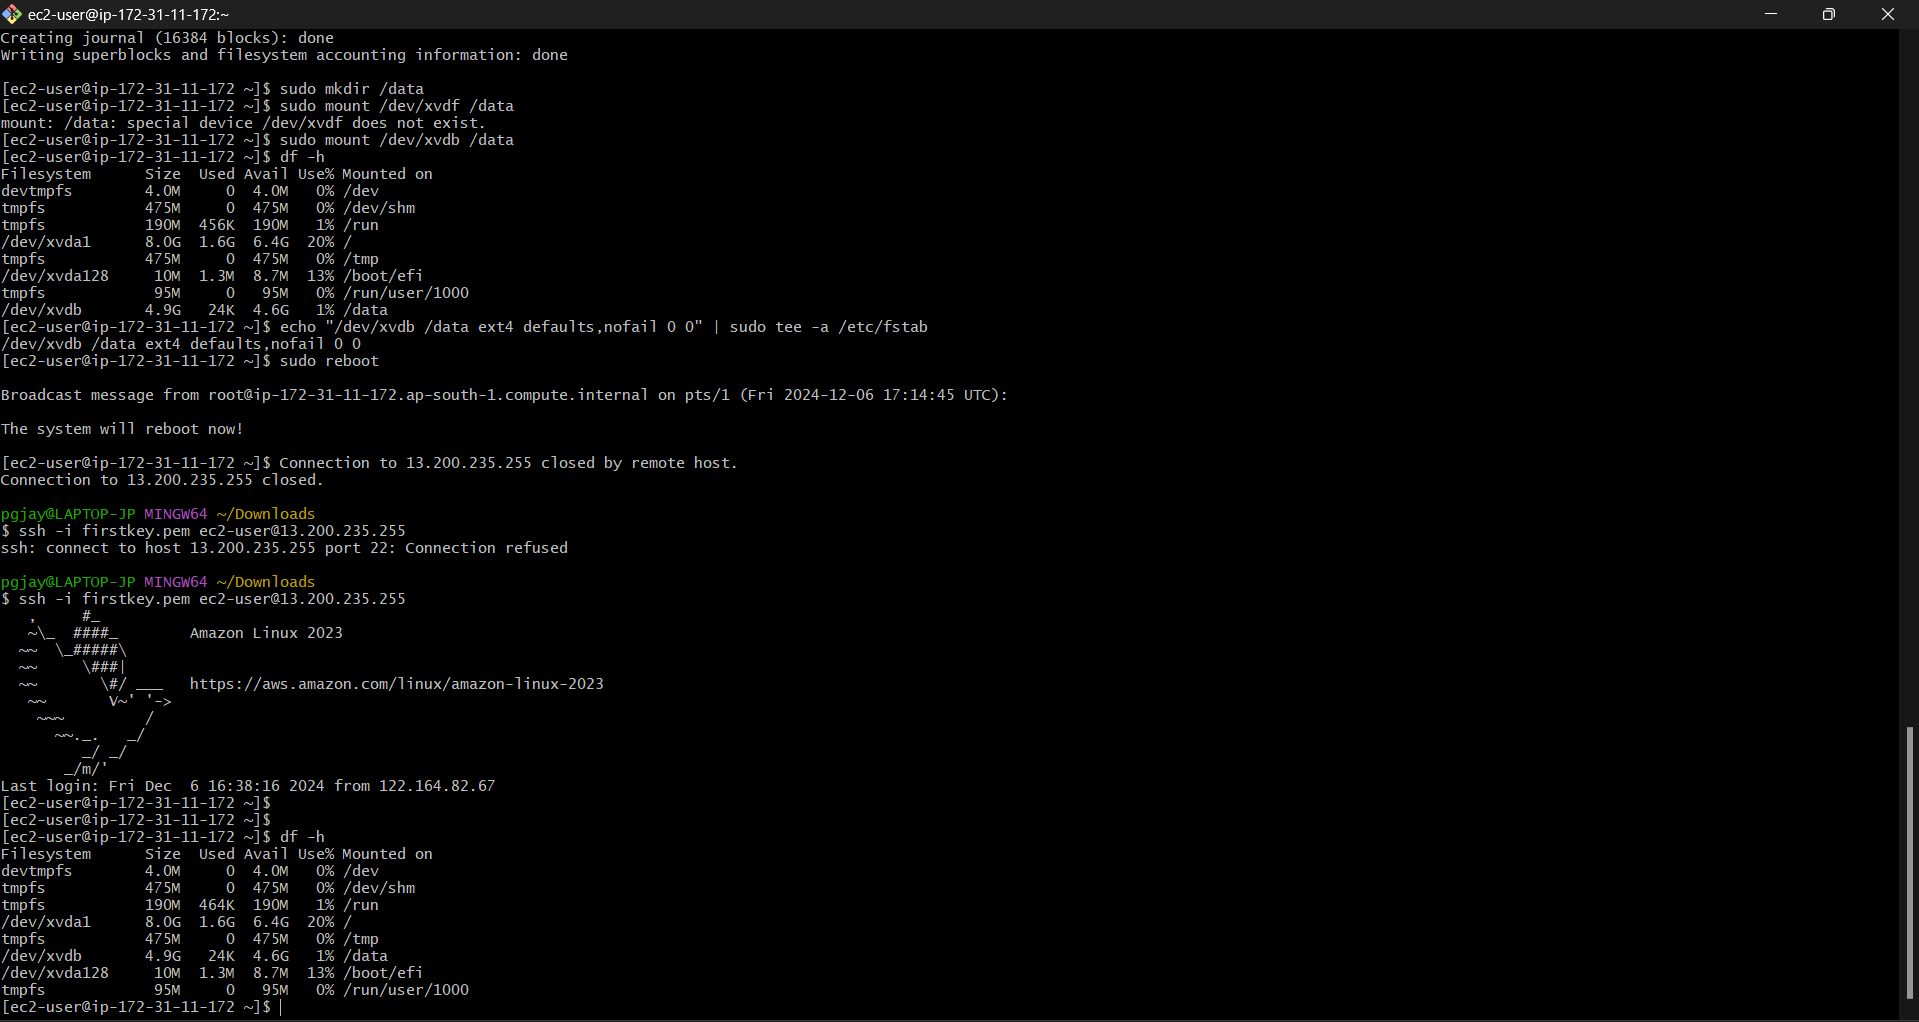 ec2-user@ip-172-31-11-172:~
Creating journal (16384 blocks): done
Writing superblocks and filesystem accounting information: done
[ec2-user@ip-172-31-11-172 ~]$ sudo mkdir /data
[ec2-user@ip-172-31-11-172 ~]$ sudo mount /dev/xvdf /data
mount: /data: special device /dev/xvdf does not exist.
[ec2-user@ip-172-31-11-172 ~]$ sudo mount /dev/xvdb /data
[ec2-user@ip-172-31-11-172 ~]$ df -h
Filesystem      Size  Used Avail Use% Mounted on
devtmpfs        4.0M     0  4.0M   0% /dev
tmpfs           475M     0  475M   0% /dev/shm
tmpfs           190M  456K  190M   1% /run
/dev/xvda1      8.0G  1.6G  6.4G  20% /
tmpfs           475M     0  475M   0% /tmp
/dev/xvda128     10M  1.3M  8.7M  13% /boot/efi
tmpfs            95M     0   95M   0% /run/user/1000
/dev/xvdb       4.9G   24K  4.6G   1% /data
[ec2-user@ip-172-31-11-172 ~]$ echo "/dev/xvdb /data ext4 defaults,nofail 0 0" | sudo tee -a /etc/fstab
/dev/xvdb /data ext4 defaults,nofail 0 0
[ec2-user@ip-172-31-11-172 ~]$ sudo reboot
Broadcast message from root@ip-172-31-11-172.ap-south-1.compute.internal on pts/1 (Fri 2024-12-06 17:14:45 UTC):
The system will reboot now!
[ec2-user@ip-172-31-11-172 ~]$ Connection to 13.200.235.255 closed by remote host.
Connection to 13.200.235.255 closed.
pgjay@LAPTOP-JP MINGW64 ~/Downloads
$ ssh -i firstkey.pem ec2-user@13.200.235.255
ssh: connect to host 13.200.235.255 port 22: Connection refused
pgjay@LAPTOP-JP MINGW64 ~/Downloads
$ ssh -i firstkey.pem ec2-user@13.200.235.255
   ,     #_
   ~\_  ####_        Amazon Linux 2023
  ~~  \_#####\
  ~~     \###|
  ~~       \#/ ___   https://aws.amazon.com/linux/amazon-linux-2023
   ~~       V~' '->
    ~~~         /
      ~~._.   _/
         _/ _/
       _/m/'
Last login: Fri Dec  6 16:38:16 2024 from 122.164.82.67
[ec2-user@ip-172-31-11-172 ~]$
[ec2-user@ip-172-31-11-172 ~]$
[ec2-user@ip-172-31-11-172 ~]$ df -h
Filesystem      Size  Used Avail Use% Mounted on
devtmpfs        4.0M     0  4.0M   0% /dev
tmpfs           475M     0  475M   0% /dev/shm
tmpfs           190M  464K  190M   1% /run
/dev/xvda1      8.0G  1.6G  6.4G  20% /
tmpfs           475M     0  475M   0% /tmp
/dev/xvdb       4.9G   24K  4.6G   1% /data
/dev/xvda128     10M  1.3M  8.7M  13% /boot/efi
tmpfs            95M     0   95M   0% /run/user/1000
[ec2-user@ip-172-31-11-172 ~]$